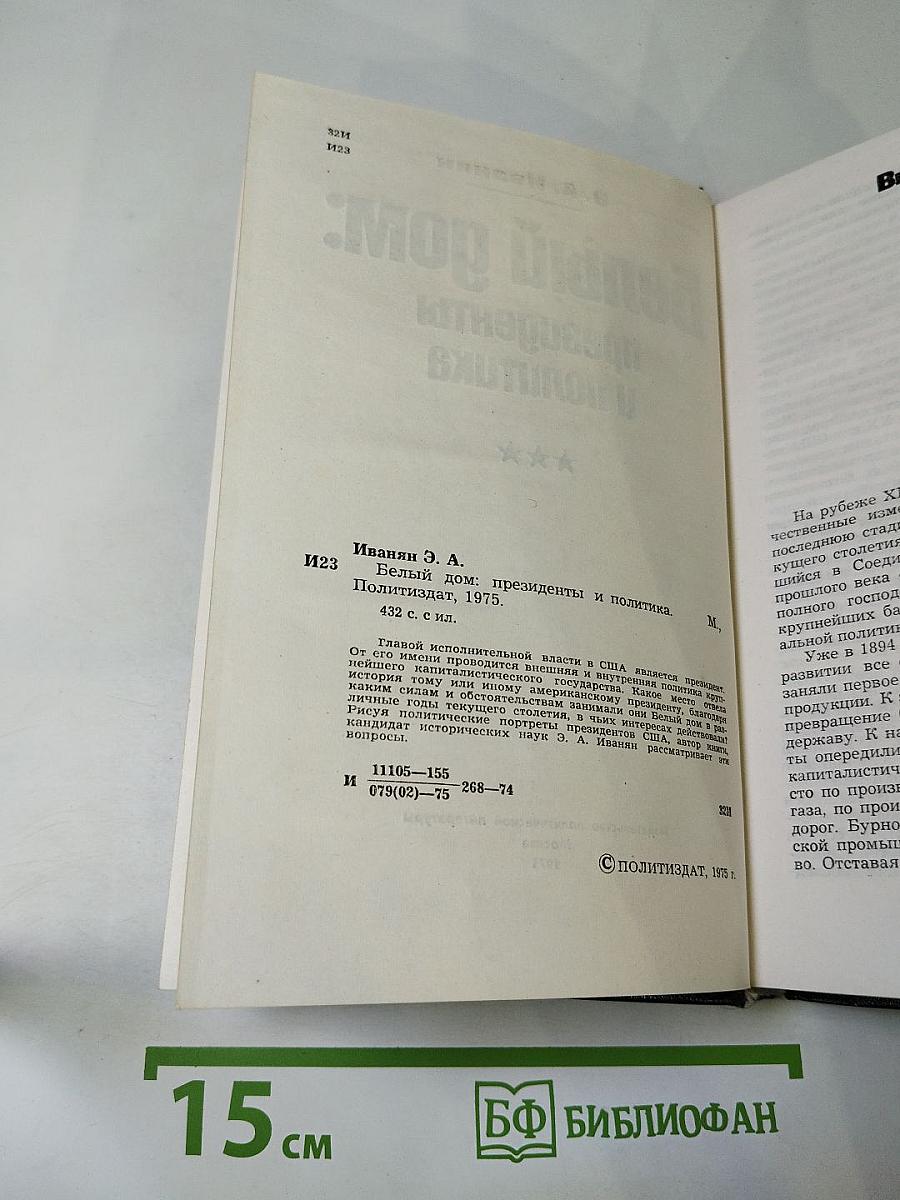 32И
И23
Иванян Э. А.
И23 Белый дом: президенты и политика. М.,
Политиздат, 1975.
432 с. с ил.
Главой исполнительной власти в США является президент.
От его имени проводится внешняя и внутренняя политика круп-
нейшего капиталистического государства. Какое место отвела
история тому или иному американскому президенту, благодаря
каким силам и обстоятельствам занимали они Белый дом в раз-
личные годы текущего столетия, в чьих интересах действовали?
Рисуя политические портреты президентов США, автор книги,
кандидат исторических наук Э. А. Иванян рассматривает эти
вопросы.
И 11105—155
079(02)—75 268—74
32И
© ПОЛИТИЗДАТ, 1975 г.
На рубеже XI
чественные изме
последнюю стади
кущего столетия
шийся в Соеди
прошлого века
полного господ
крупнейших ба
альной политик
Уже в 1894
развитии все
заняли первое
продукции. К
превращение
державу. К на
ты опередили
капиталистич
сто по произв
газа, по прои
дорог. Бурно
ской промыш
во. Отставая
15 см
БФ БИБЛИОФАН